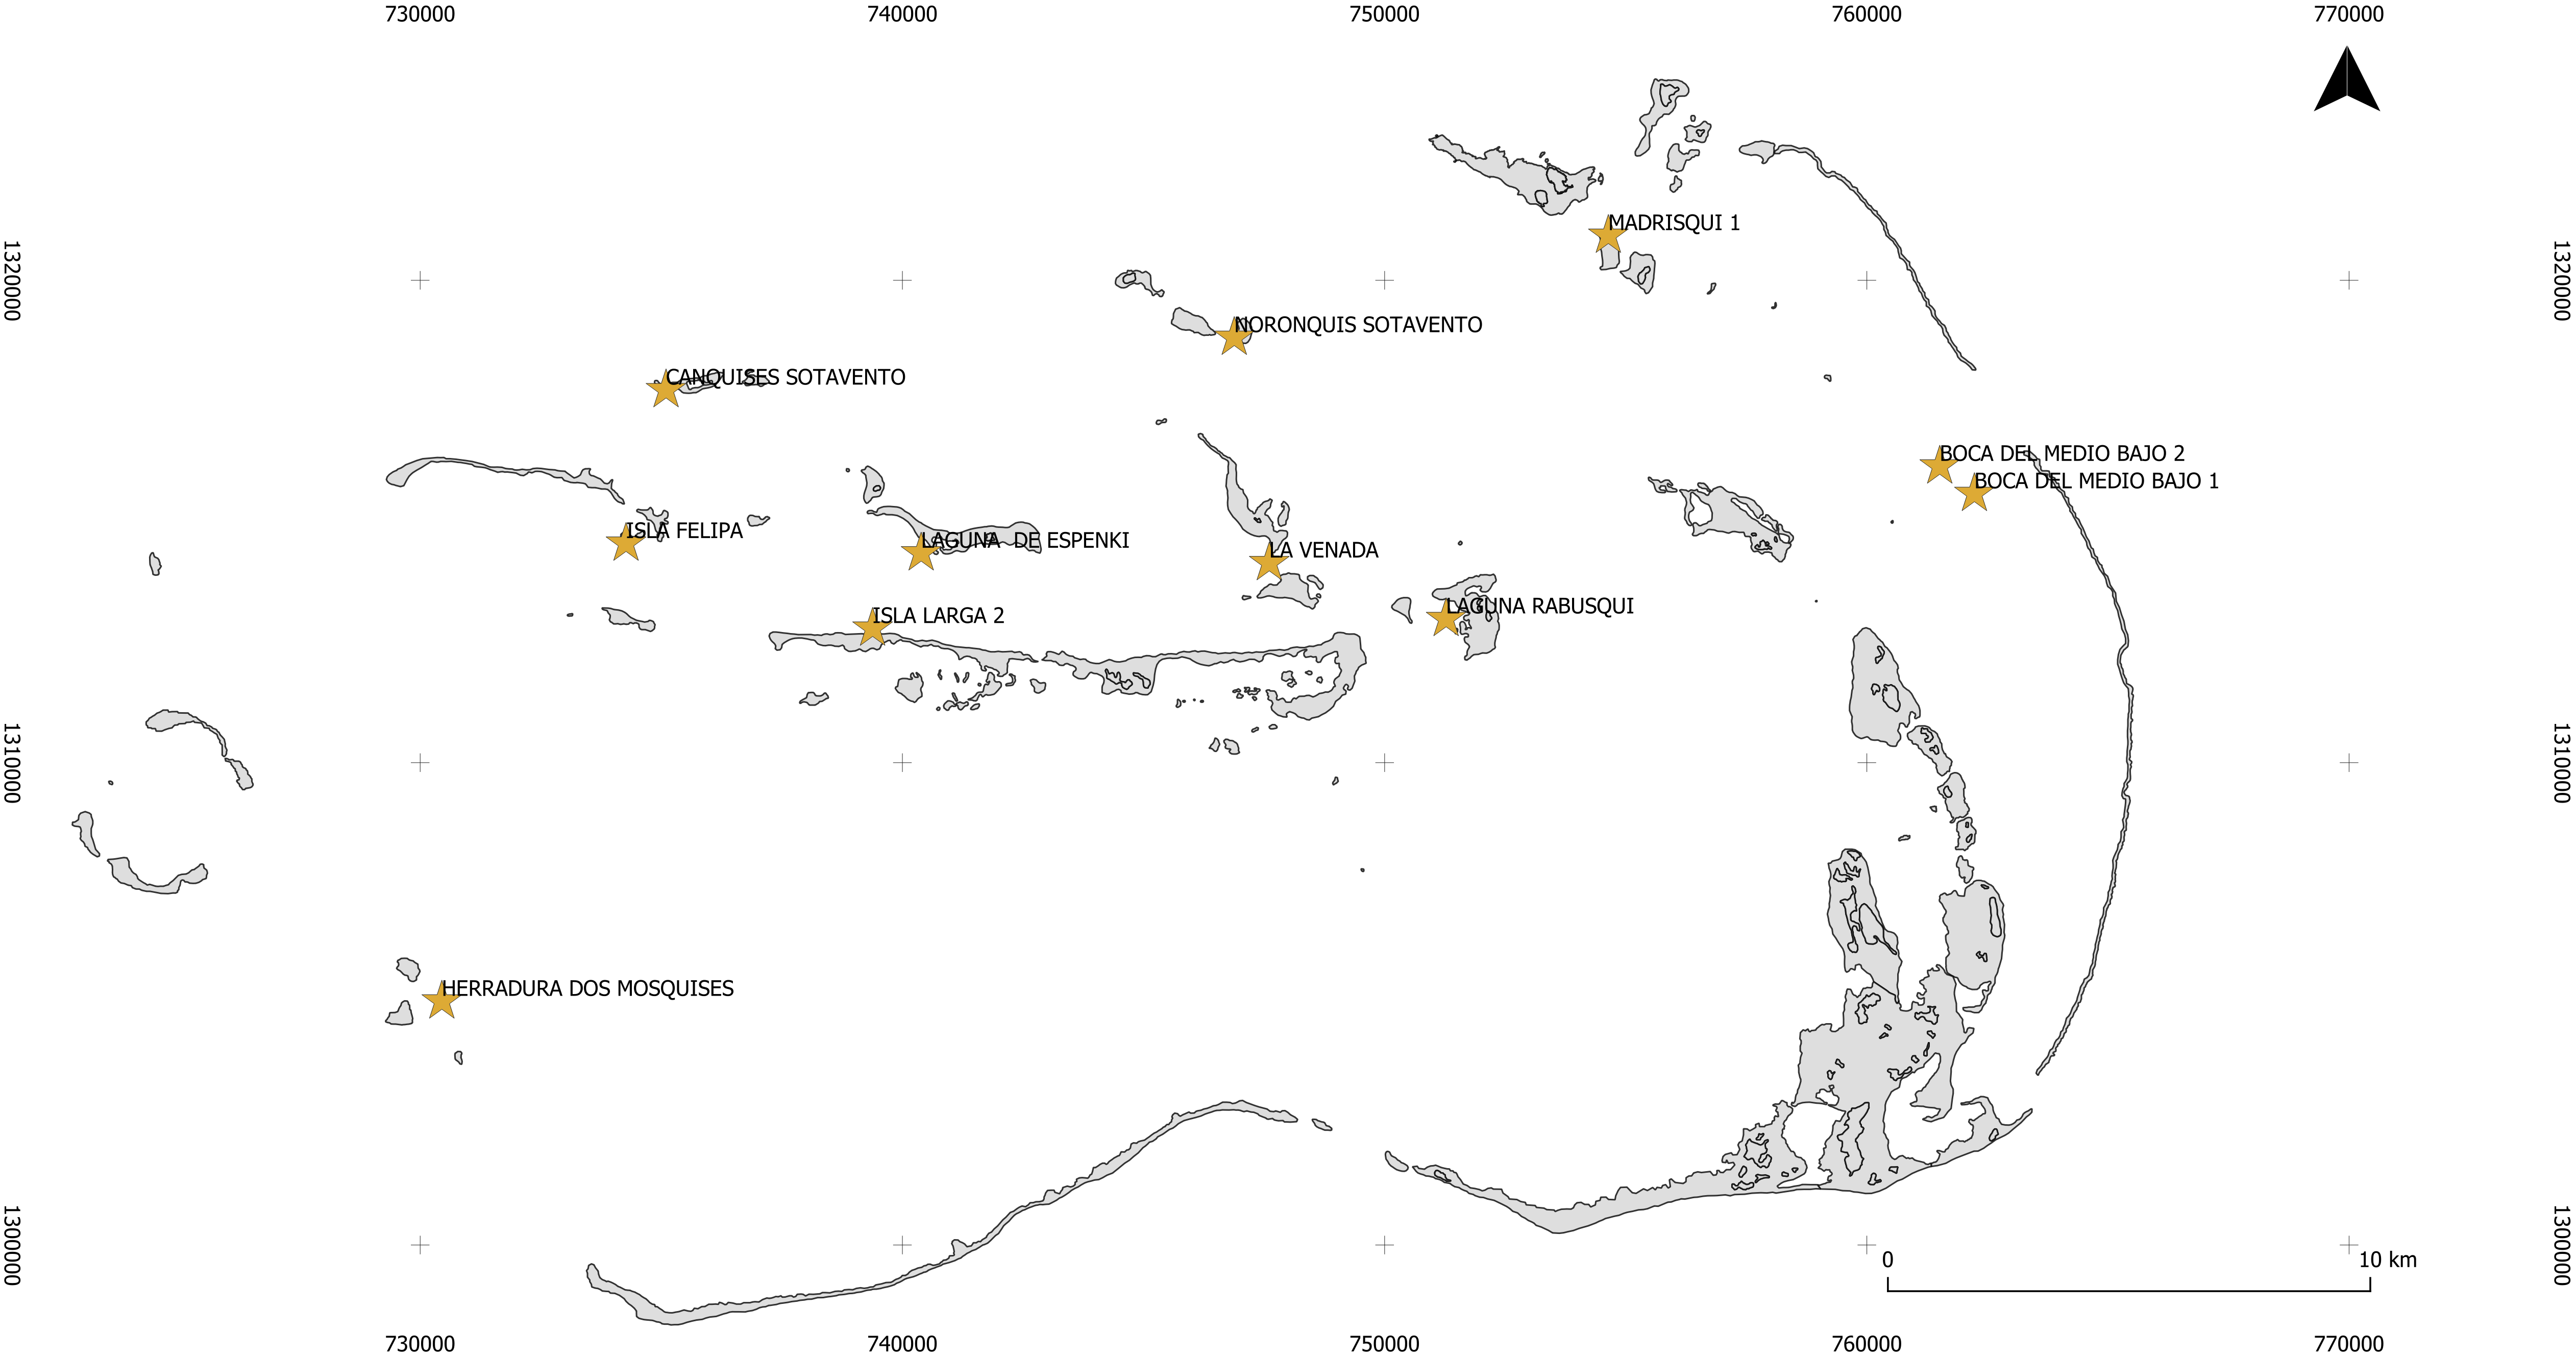 730000 740000 750000 760000 770000
MADRISQUI 1
1320000 1320000
NORONQUIS SOTAVENTO
CANQUISES SOTAVENTO
BOCA DEL MEDIO BAJO 2
BOCA DEL MEDIO BAJO 1
ISLA FELIPA
LAGUNA DE ESPENKI
LA VENADA
LAGUNA RABUSQUI
ISLA LARGA 2
1310000 1310000
HERRADURA DOS MOSQUISES
1300000 1300000
0 10 km
730000 740000 750000 760000 770000